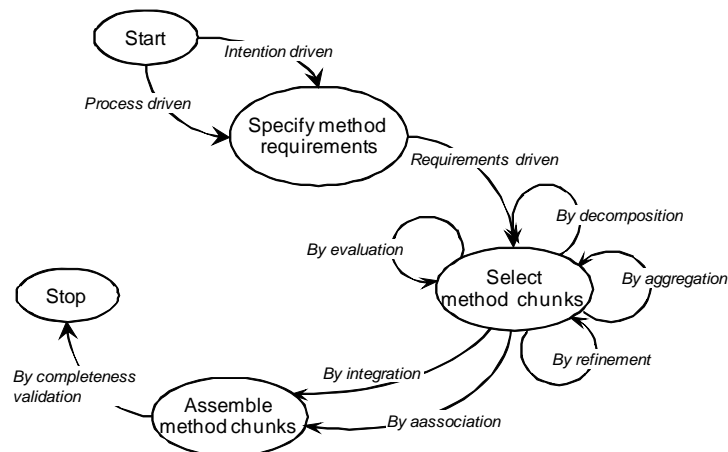 Start
Intention driven
Process driven
Specify method
requirements
Requirements driven
By decomposition
By evaluation
Select
method chunks
By aggregation
Stop
By refinement
By integration
By completeness
validation
Assemble
method chunks
By aassociation